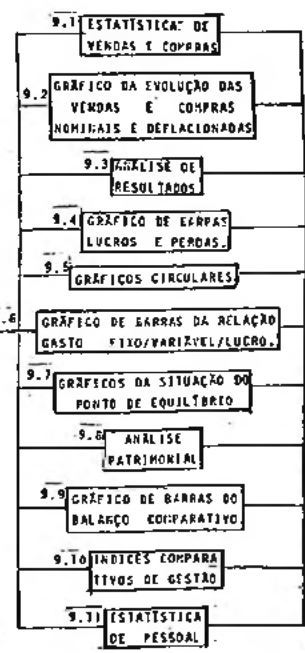 9.1 ESTATÍSTICAS DE
VENDAS E COMPRAS
9.2 GRÁFICO DA EVOLUÇÃO DAS
VENDAS E COMPRAS
NOMINAIS E DEFLACIONADAS
9.3 ANÁLISE DE
RESULTADOS.
9.4 GRÁFICO DE BARRAS
LUCROS E PERDAS.
9.5 GRÁFICOS CIRCULARES.
.6 GRÁFICO DE BARRAS DA RELAÇÃO
GASTO FIXO/VARIÁVEL/LUCRO.
9.7 GRÁFICOS DA SITUAÇÃO DO
PONTO DE EQUILÍBRIO
9.8 ANÁLISE
PATRIMONIAL
9.9 GRÁFICO DE BARRAS DO
BALANÇO COMPARATIVO.
9.10 INDICES COMPARA
TIVOS DE GESTÃO
9.11 ESTATÍSTICA
DE PESSOAL